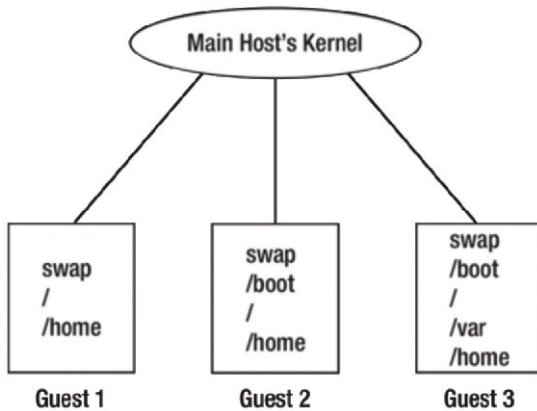 Main Host's Kernel
swap
/
/home
swap
/boot
/
/home
swap
/boot
/
/var
/home
Guest 1
Guest 2
Guest 3